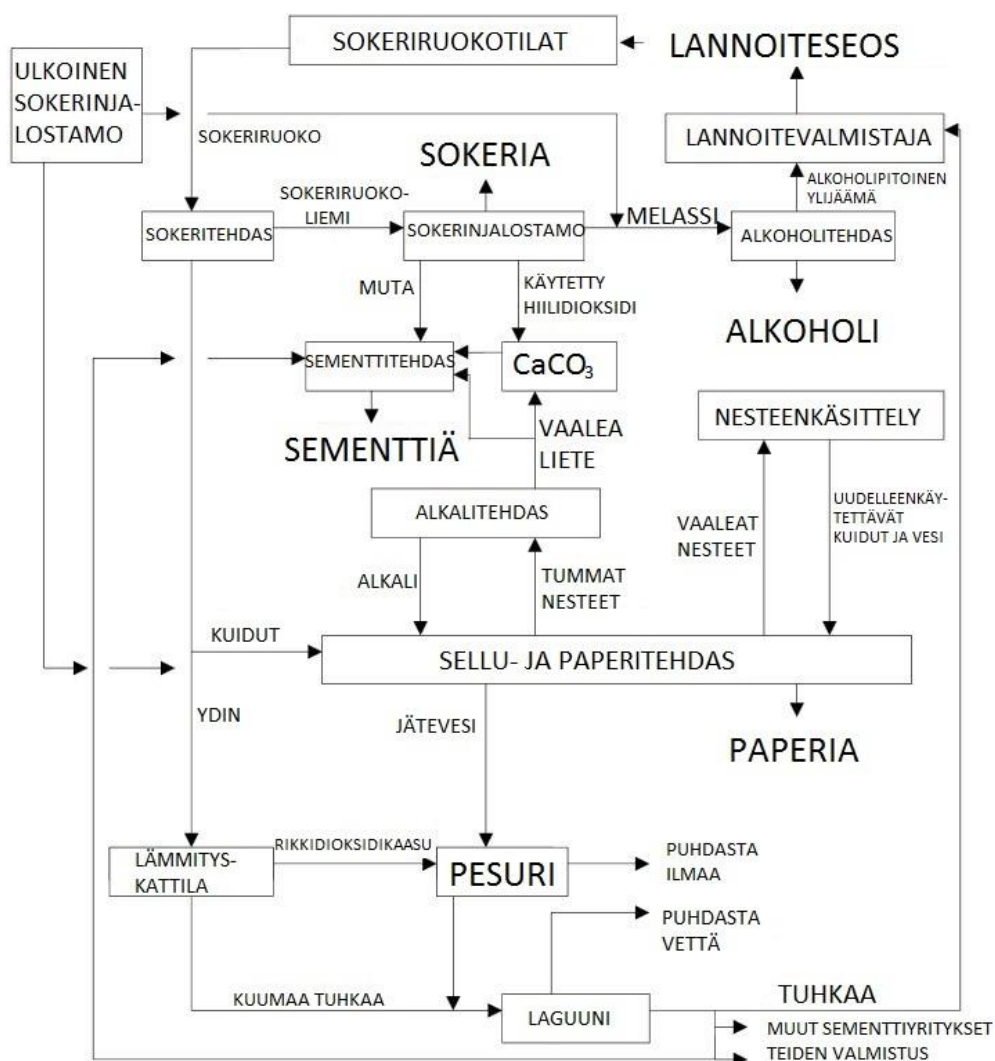 SOKERIRUOKOTILAT
LANNOITESEOS
ULKOINEN
SOKERINJA-
LOSTAMO
LANNOITEVALMISTAJA
SOKERIRUOKO
SOKERIA
ALKOHOLIPITOINEN
YLIJÄÄMÄ
SOKERIRUOKO-
LIEMI
SOKERITEHDAS
SOKERINJALOSTAMO
MELASSI
ALKOHOLITEHDAS
MUTA
KÄYTETTY
HIILIDIOKSIDI
ALKOHOLI
SEMENTTITEHDAS
CaCO₃
NESTEENKÄSITTELY
SEMENTTIÄ
VAALEA
LIETE
ALKALITEHDAS
VAALEAT
NESTEET
UUDELLEENKÄY-
TETTÄVÄT
KUIDUT JA VESI
ALKALI
TUMMAT
NESTEET
KUIDUT
SELLU- JA PAPERITEHDAS
YDIN
JÄTEVESI
PAPERIA
LÄMMITYS-
KATTILA
RIKKIDIOKSIDIKAASU
PESURI
PUHDASTA
ILMAA
PUHDASTA
VETTÄ
KUUMAA TUHKAA
LAGUUNI
TUHKAA
MUUT SEMENTTIYRITYKSET
TEIDEN VALMISTUS